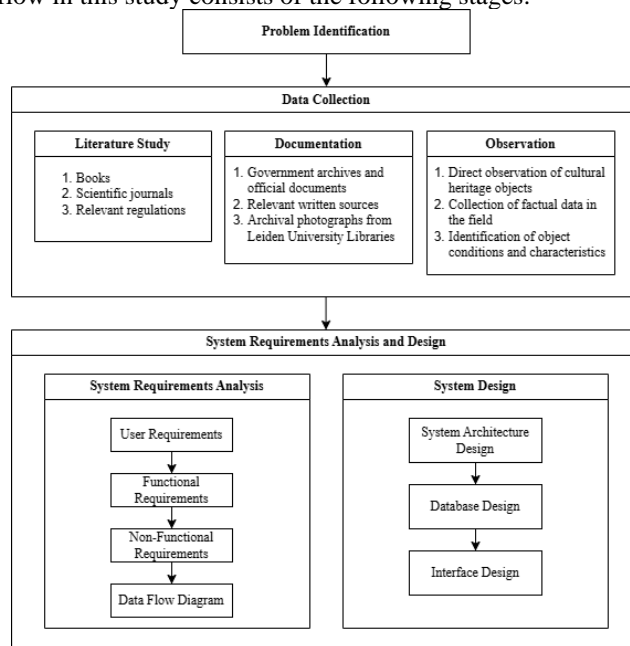 flow in this study consists of the following stages:
Problem Identification
Data Collection
Literature Study
1. Books
2. Scientific journals
3. Relevant regulations
Documentation
1. Government archives and
official documents
2. Relevant written sources
3. Archival photographs from
Leiden University Libraries
Observation
1. Direct observation of cultural
heritage objects
2. Collection of factual data in
the field
3. Identification of object
conditions and characteristics
System Requirements Analysis and Design
System Requirements Analysis
User Requirements
Functional
Requirements
Non-Functional
Requirements
Data Flow Diagram
System Design
System Architecture
Design
Database Design
Interface Design